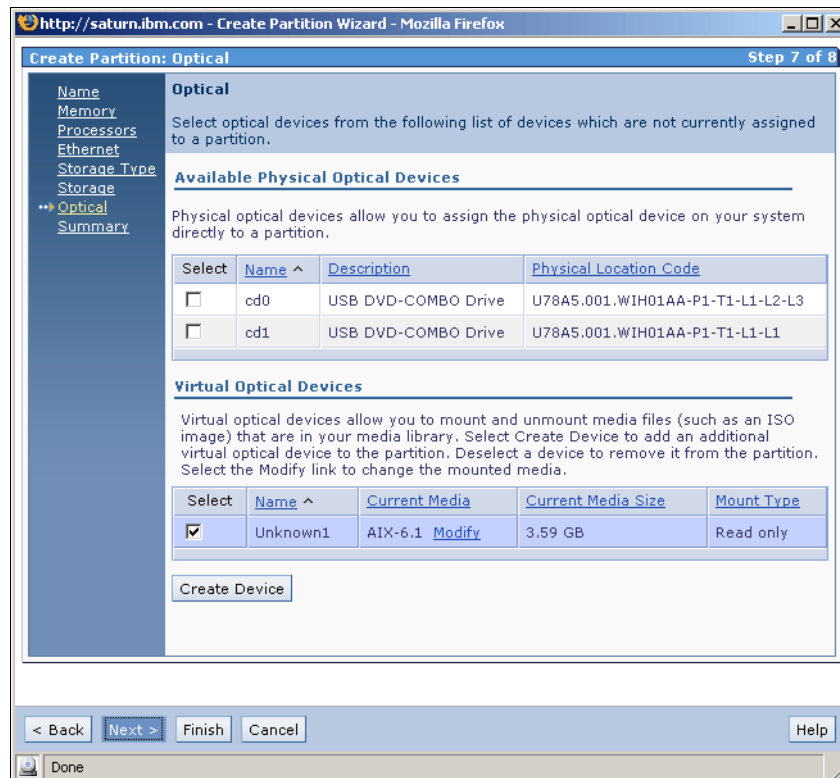 http://saturn.ibm.com - Create Partition Wizard - Mozilla Firefox
Create Partition: Optical Step 7 of 8
Name
Memory
Processors
Ethernet
Storage Type
Storage
Optical
Summary
Optical
Select optical devices from the following list of devices which are not currently assigned
to a partition.
Available Physical Optical Devices
Physical optical devices allow you to assign the physical optical device on your system
directly to a partition.
Select Name ^ Description Physical Location Code
cd0 USB DVD-COMBO Drive U78A5.001.WIH01AA-P1-T1-L1-L2-L3
cd1 USB DVD-COMBO Drive U78A5.001.WIH01AA-P1-T1-L1-L1
Virtual Optical Devices
Virtual optical devices allow you to mount and unmount media files (such as an ISO
image) that are in your media library. Select Create Device to add an additional
virtual optical device to the partition. Deselect a device to remove it from the partition.
Select the Modify link to change the mounted media.
Select Name ^ Current Media Current Media Size Mount Type
Unknown1 AIX-6.1 Modify 3.59 GB Read only
Create Device
< Back Next > Finish Cancel Help
Done